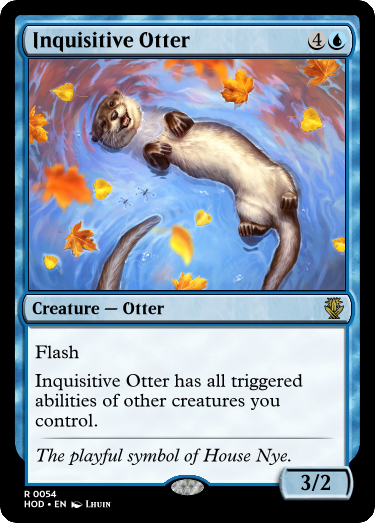 Inquisitive Otter 4
Creature — Otter
Flash
Inquisitive Otter has all triggered
abilities of other creatures you
control.
The playful symbol of House Nye.
3/2
R 0054
HOD • EN Lhuin